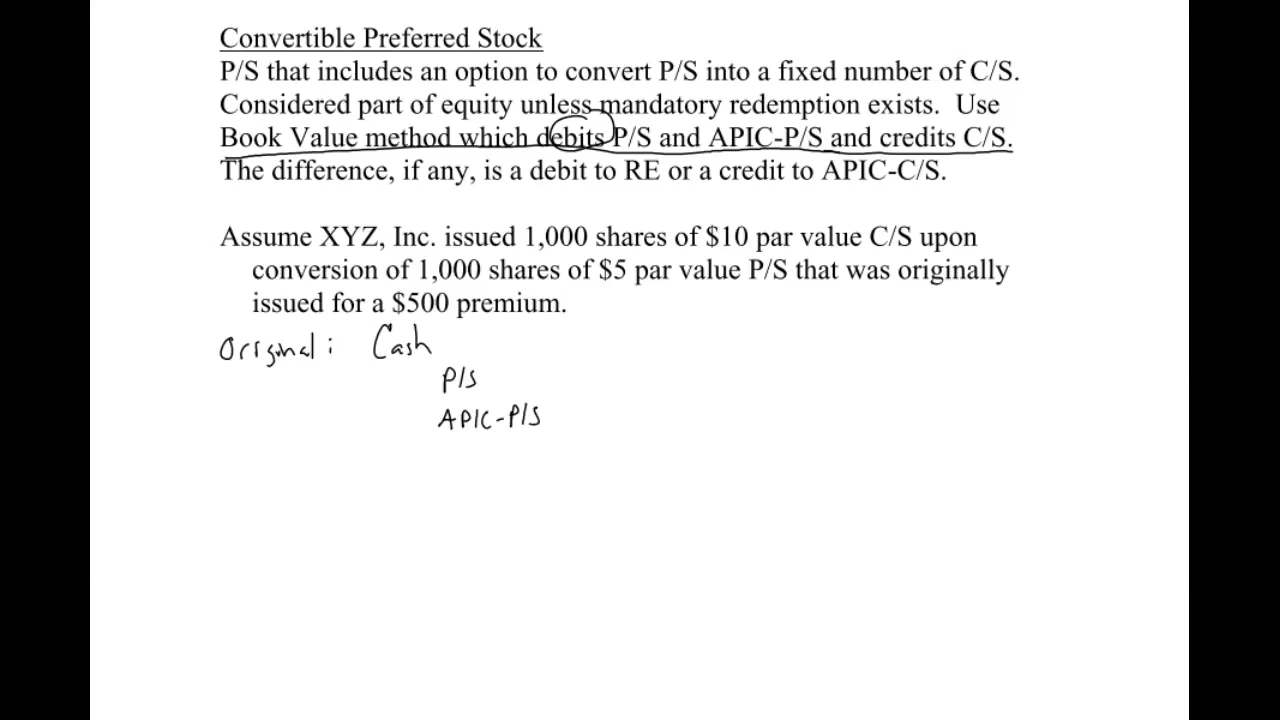 Convertible Preferred Stock
P/S that includes an option to convert P/S into a fixed number of C/S.
Considered part of equity unless mandatory redemption exists.  Use
Book Value method which debits P/S and APIC-P/S and credits C/S.
The difference, if any, is a debit to RE or a credit to APIC-C/S.
Assume XYZ, Inc. issued 1,000 shares of $10 par value C/S upon
conversion of 1,000 shares of $5 par value P/S that was originally
issued for a $500 premium.
Original: Cash
P/S
APIC-P/S